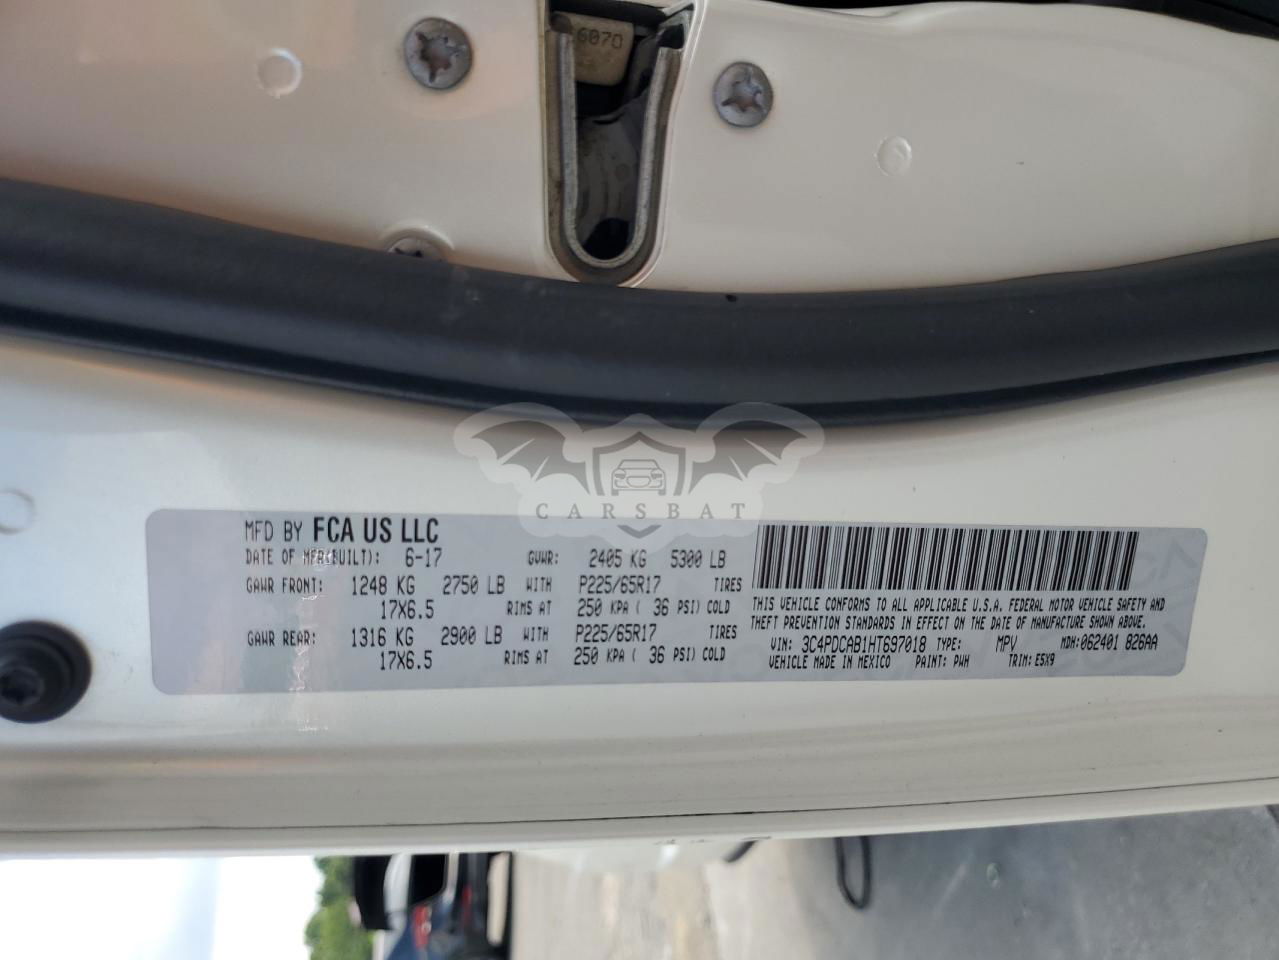 6070
CARSBAT
MFD BY FCA US LLC
DATE OF MFR(BUILT): 6-17 GVWR: 2405 KG 5300 LB
GAWR FRONT: 1248 KG 2750 LB WITH P225/65R17 TIRES
17X6.5 RIMS AT 250 KPA ( 36 PSI) COLD
GAWR REAR: 1316 KG 2900 LB WITH P225/65R17 TIRES
17X6.5 RIMS AT 250 KPA ( 36 PSI) COLD
THIS VEHICLE CONFORMS TO ALL APPLICABLE U.S.A. FEDERAL MOTOR VEHICLE SAFETY AND
THEFT PREVENTION STANDARDS IN EFFECT ON THE DATE OF MANUFACTURE SHOWN ABOVE.
VIN: 3C4PDCAB1HT697018 TYPE: MPV MDH:062401 826AA
VEHICLE MADE IN MEXICO PAINT: PWH TRIM: E5X9